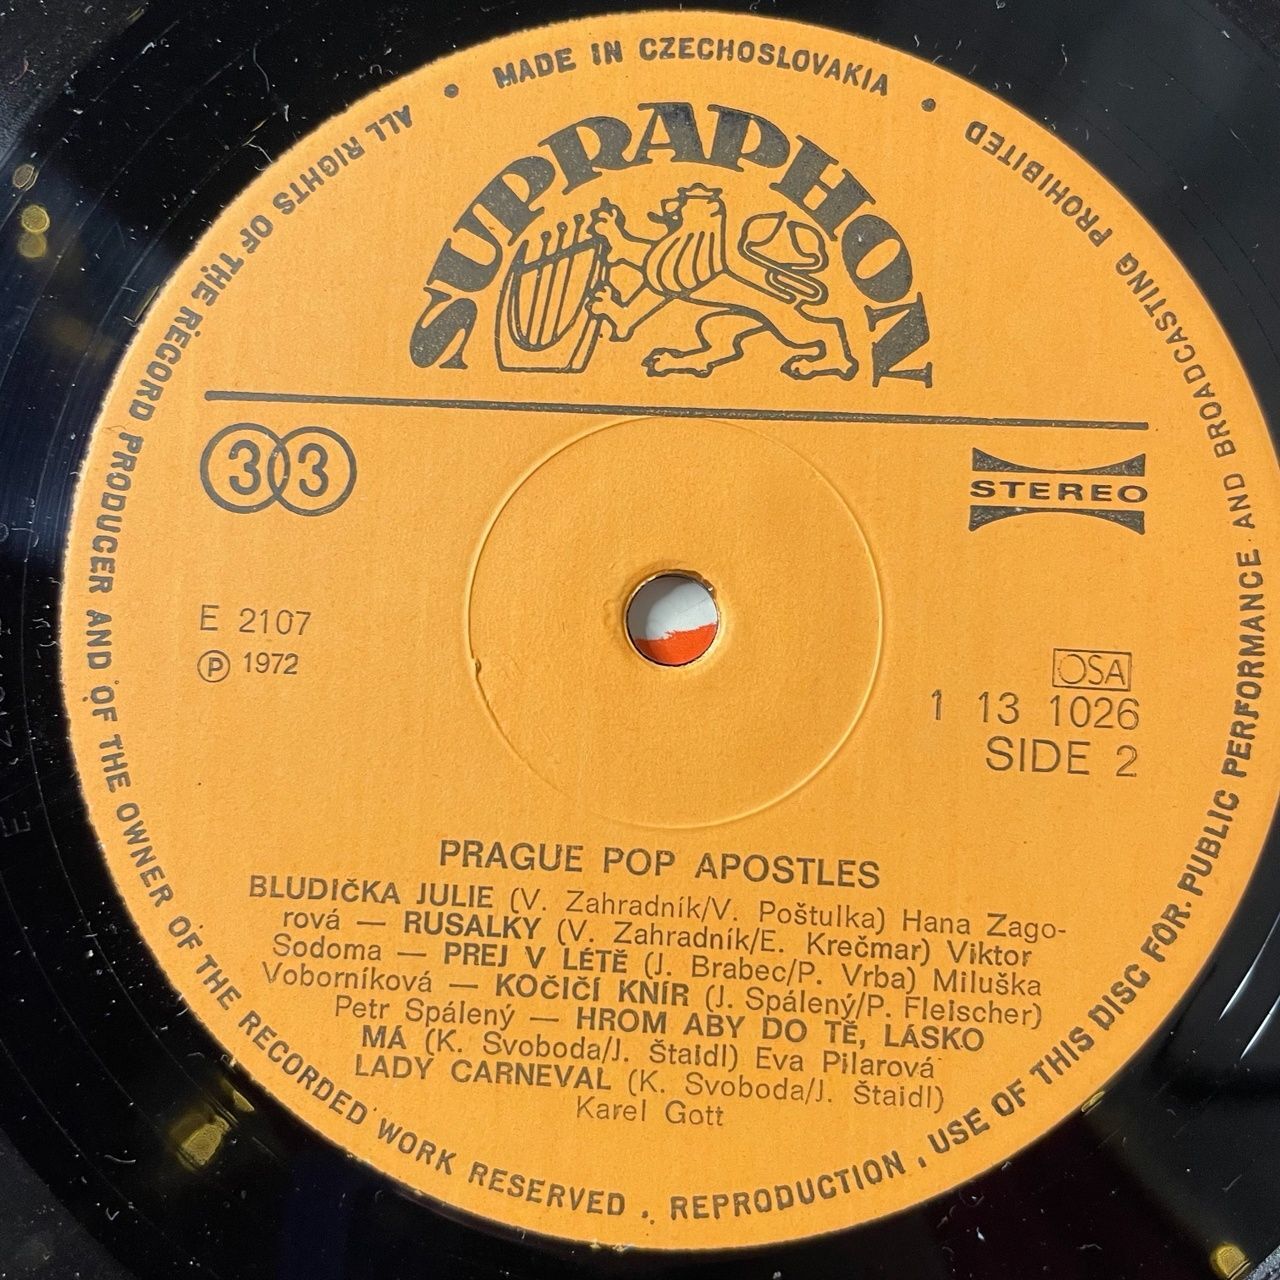 MADE IN CZECHOSLOVAKIA •
ALL RIGHTS OF THE RECORD PRODUCER AND OF THE OWNER OF THE RECORDED WORK RESERVED . REPRODUCTION , USE OF THIS DISC FOR PUBLIC PERFORMANCE AND BROADCASTING PROHIBITED •
SUPRAPHON
33
STEREO
E 2107
Ⓟ 1972
OSA
1 13 1026
SIDE 2
PRAGUE POP APOSTLES
BLUDIČKA JULIE (V. Zahradník/V. Poštulka) Hana Zago-
rová — RUSALKY (V. Zahradník/E. Krečmar) Viktor
Sodoma — PREJ V LÉTĚ (J. Brabec/P. Vrba) Miluška
Voborníková — KOČIČÍ KNÍR (J. Spálený/P. Fleischer)
Petr Spálený — HROM ABY DO TĚ, LÁSKO
MÁ (K. Svoboda/J. Štaidl) Eva Pilarová
LADY CARNEVAL (K. Svoboda/J. Štaidl)
Karel Gott